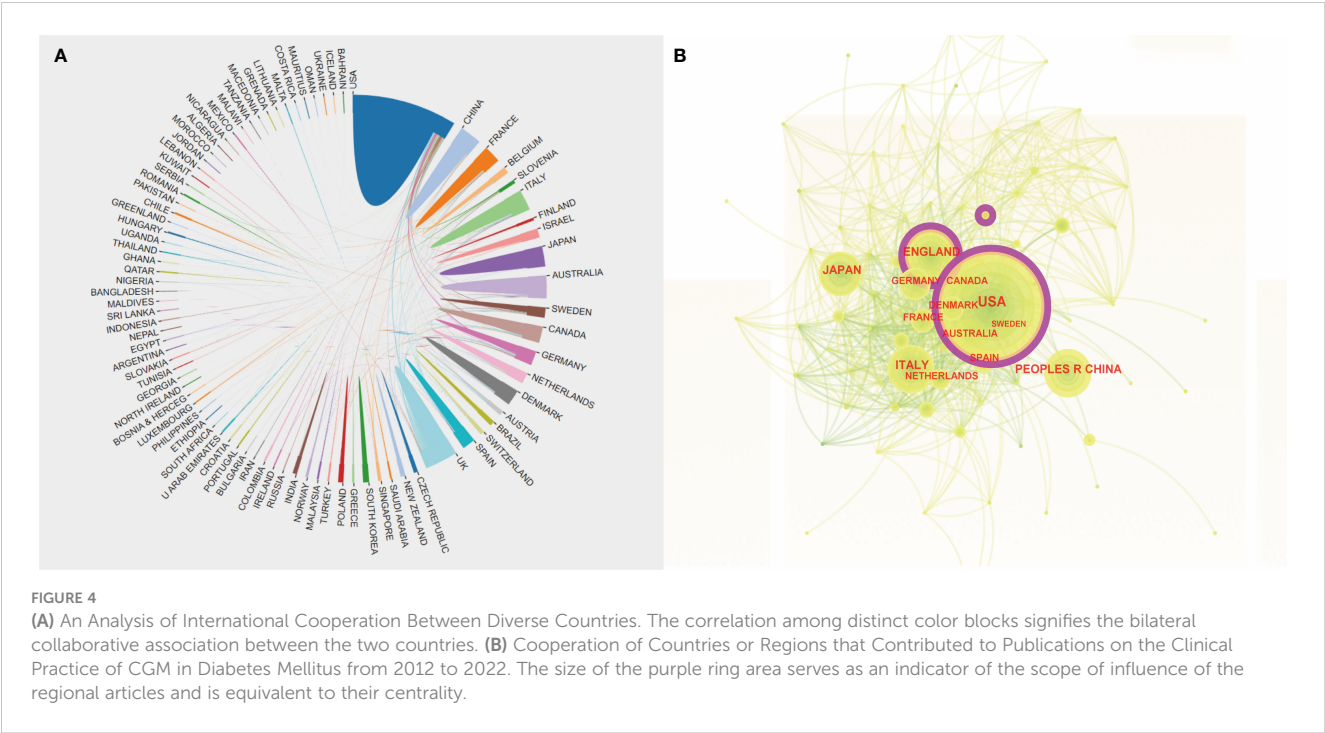 A
USA
CHINA
FRANCE
BELGIUM
SLOVENIA
ITALY
FINLAND
ISRAEL
JAPAN
AUSTRALIA
SWEDEN
CANADA
GERMANY
NETHERLANDS
DENMARK
AUSTRIA
BRAZIL
SWITZERLAND
SPAIN
UK
CZECH REPUBLIC
NEW ZEALAND
SAUDI ARABIA
SINGAPORE
SOUTH KOREA
GREECE
POLAND
TURKEY
MALAYSIA
NORWAY
INDIA
RUSSIA
IRELAND
COLOMBIA
IRAN
BULGARIA
PORTUGAL
CROATIA
U ARAB EMIRATES
SOUTH AFRICA
ETHIOPIA
PHILIPPINES
LUXEMBOURG
BOSNIA & HERCEG
NORTH IRELAND
GEORGIA
TUNISIA
SLOVAKIA
ARGENTINA
EGYPT
NEPAL
INDONESIA
SRI LANKA
MALDIVES
BANGLADESH
NIGERIA
QATAR
GHANA
THAILAND
UGANDA
HUNGARY
GREENLAND
CHILE
PAKISTAN
ROMANIA
SERBIA
KUWAIT
LEBANON
JORDAN
MOROCCO
ALGERIA
NICARAGUA
MEXICO
MALAWI
TANZANIA
MACEDONIA
GRENADA
LITHUANIA
MALTA
COSTA RICA
MAURITIUS
OMAN
UKRAINE
ICELAND
BAHRAIN
B
ENGLAND
JAPAN
GERMANY CANADA
DENMARK USA
FRANCE
SWEDEN
AUSTRALIA
SPAIN
ITALY
PEOPLES R CHINA
NETHERLANDS
FIGURE 4
(A) An Analysis of International Cooperation Between Diverse Countries. The correlation among distinct color blocks signifies the bilateral
collaborative association between the two countries. (B) Cooperation of Countries or Regions that Contributed to Publications on the Clinical
Practice of CGM in Diabetes Mellitus from 2012 to 2022. The size of the purple ring area serves as an indicator of the scope of influence of the
regional articles and is equivalent to their centrality.